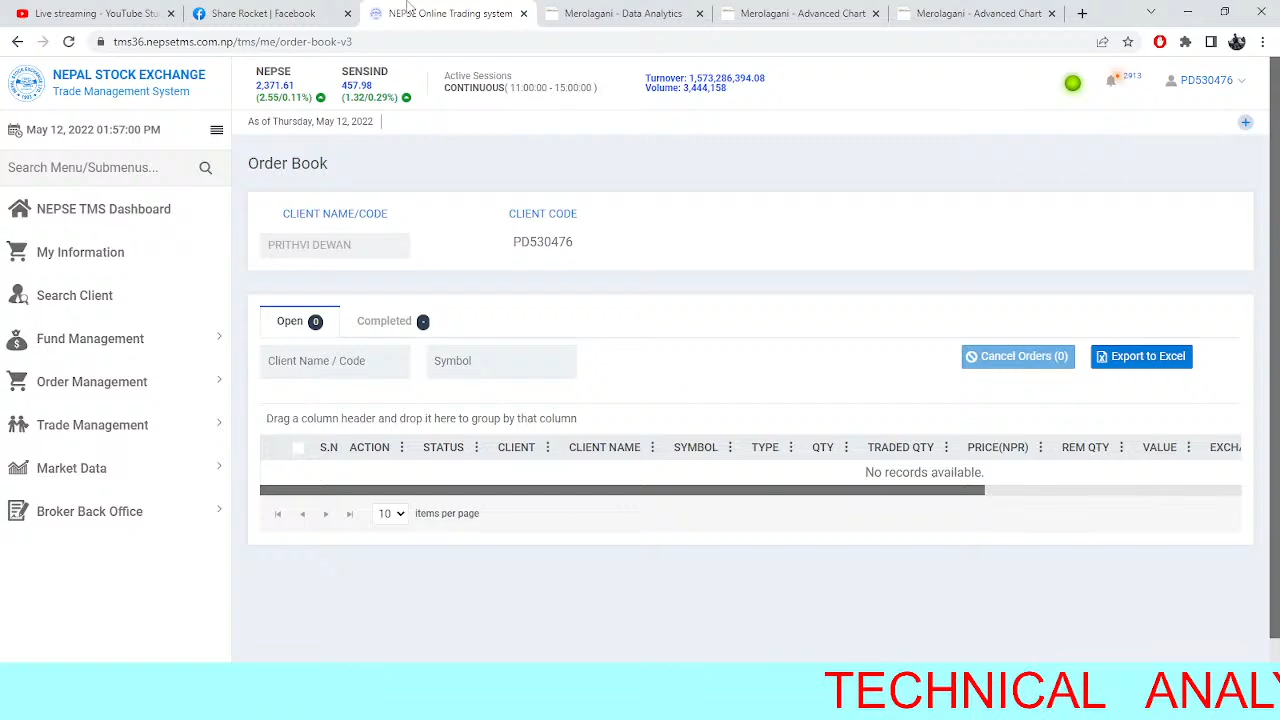 Live streaming - YouTube Stu
Share Rocket | Facebook
NEPSE Online Trading system
Merolagani - Data Analytics
Merolagani - Advanced Chart
Merolagani - Advanced Chart
tms36.nepsetms.com.np/tms/me/order-book-v3
NEPAL STOCK EXCHANGE
Trade Management System
NEPSE
2,371.61
(2.55/0.11%)
SENSIND
457.98
(1.32/0.29%)
Active Sessions
CONTINUOUS( 11:00:00 - 15:00:00 )
Turnover: 1,573,286,394.08
Volume: 3,444,158
2913
PD530476
May 12, 2022 01:57:00 PM
As of Thursday, May 12, 2022
Search Menu/Submenus...
NEPSE TMS Dashboard
My Information
Search Client
Fund Management
Order Management
Trade Management
Market Data
Broker Back Office
Order Book
CLIENT NAME/CODE CLIENT CODE
PRITHVI DEWAN PD530476
Open 0 Completed -
Client Name / Code Symbol Cancel Orders (0) Export to Excel
Drag a column header and drop it here to group by that column
S.N ACTION STATUS CLIENT CLIENT NAME SYMBOL TYPE QTY TRADED QTY PRICE(NPR) REM QTY VALUE EXCHA
No records available.
10 items per page
TECHNICAL ANALY